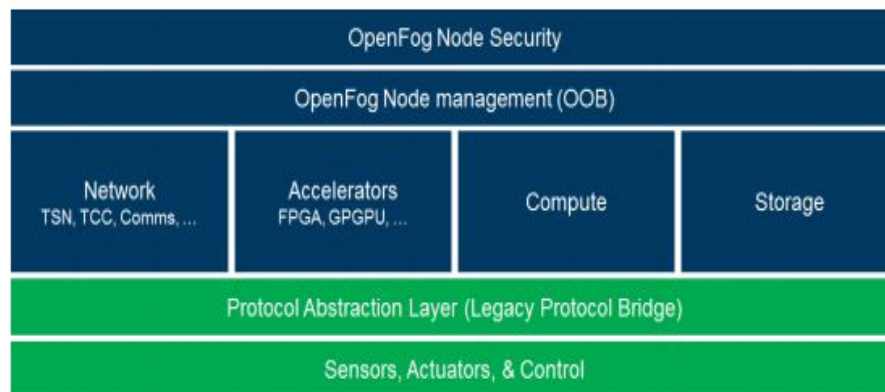 OpenFog Node Security
OpenFog Node management (OOB)
Network
TSN, TCC, Comms, ...
Accelerators
FPGA, GPGPU, ...
Compute
Storage
Protocol Abstraction Layer (Legacy Protocol Bridge)
Sensors, Actuators, & Control